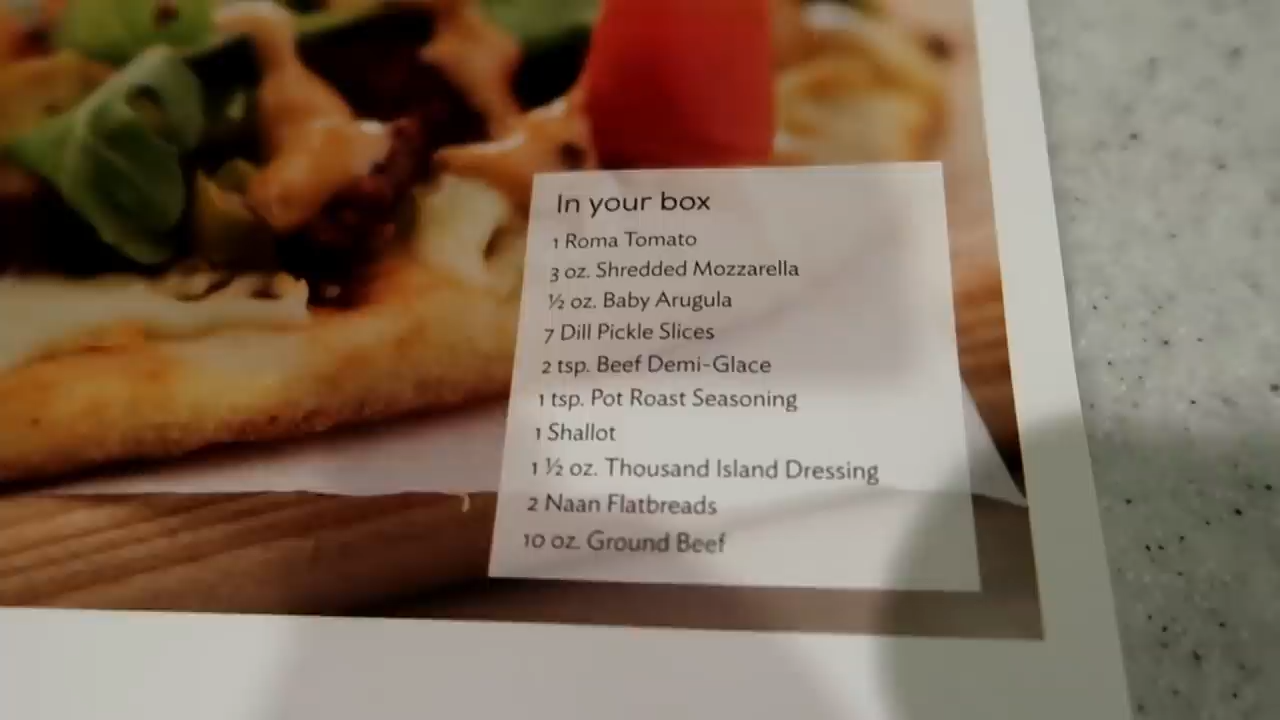 In your box
1 Roma Tomato
3 oz. Shredded Mozzarella
½ oz. Baby Arugula
7 Dill Pickle Slices
2 tsp. Beef Demi-Glace
1 tsp. Pot Roast Seasoning
1 Shallot
1 ½ oz. Thousand Island Dressing
2 Naan Flatbreads
10 oz. Ground Beef